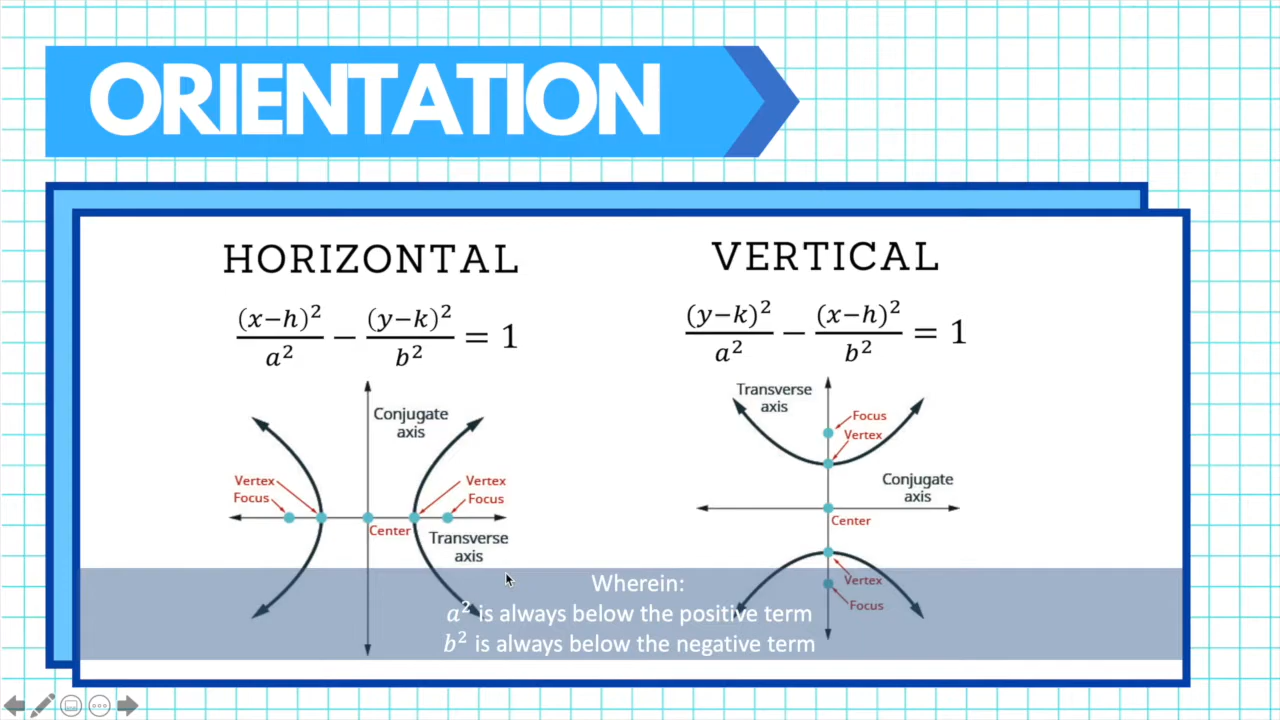 ORIENTATION
HORIZONTAL
(x−h)²/a² − (y−k)²/b² = 1
Conjugate
axis
Vertex
Focus
Vertex
Focus
Center
Transverse
axis
VERTICAL
(y−k)²/a² − (x−h)²/b² = 1
Transverse
axis
Focus
Vertex
Conjugate
axis
Center
Vertex
Focus
Wherein:
a² is always below the positive term
b² is always below the negative term